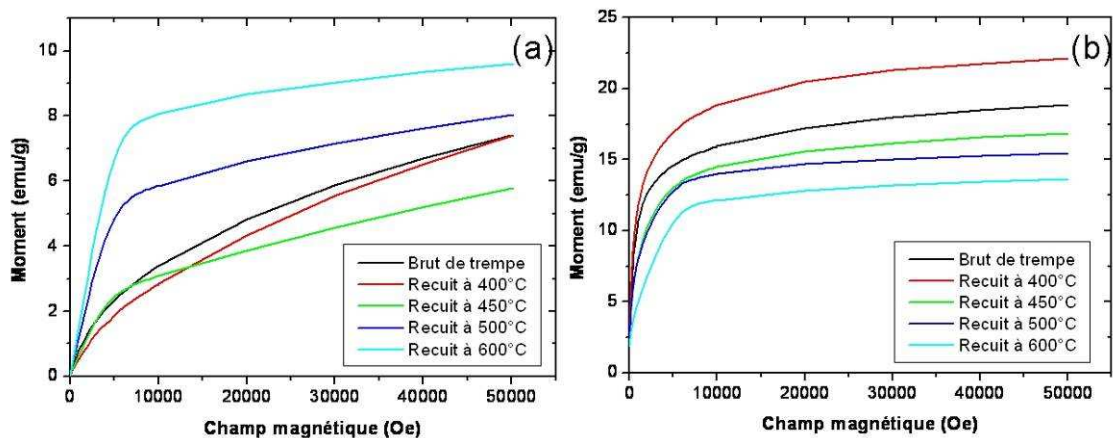 (a)
Moment (emu/g)
10
8
6
4
2
0
Brut de trempe
Recuit à 400°C
Recuit à 450°C
Recuit à 500°C
Recuit à 600°C
0 10000 20000 30000 40000 50000
Champ magnétique (Oe)
(b)
Moment (emu/g)
25
20
15
10
5
0
Brut de trempe
Recuit à 400°C
Recuit à 450°C
Recuit à 500°C
Recuit à 600°C
0 10000 20000 30000 40000 50000
Champ magnétique (Oe)